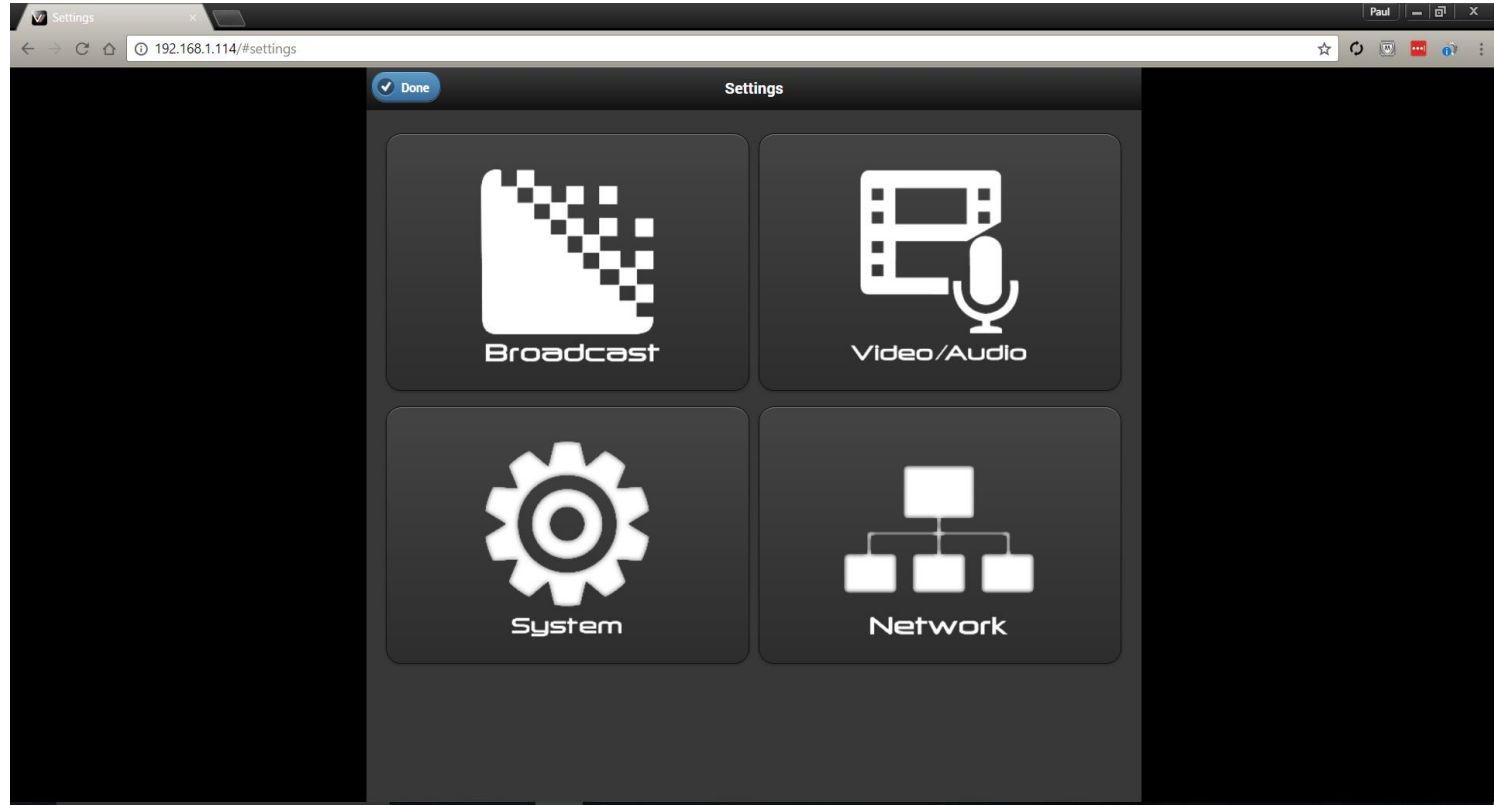 Settings
Paul
192.168.1.114/#settings
Done
Settings
Broadcast
Video/Audio
System
Network